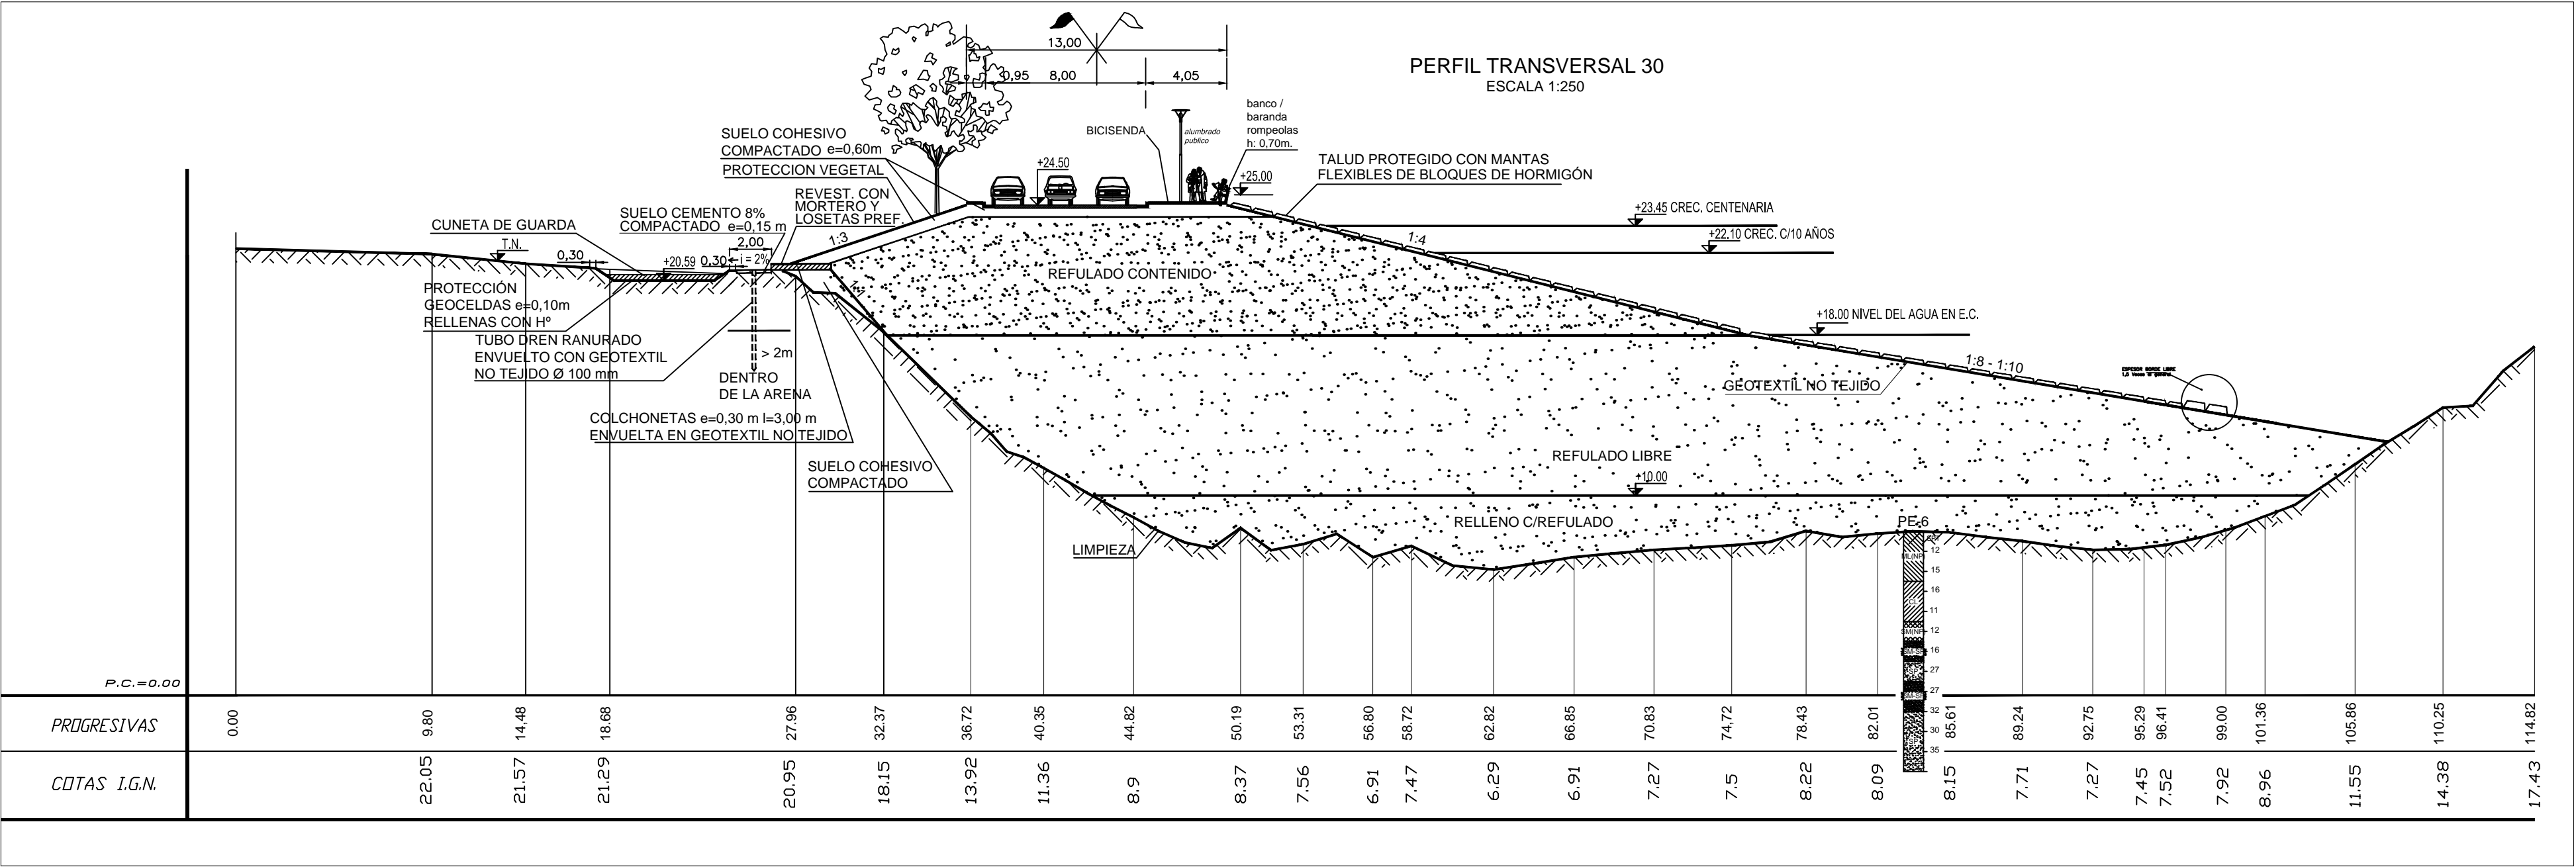 PERFIL TRANSVERSAL 30
ESCALA 1:250
13,00
0,95
8,00
4,05
banco /
baranda
rompeolas
h: 0,70m.
BICISENDA
alumbrado
publico
SUELO COHESIVO
COMPACTADO e=0,60m
PROTECCION VEGETAL
REVEST. CON
MORTERO Y
LOSETAS PREF.
+24.50
+25,00
TALUD PROTEGIDO CON MANTAS
FLEXIBLES DE BLOQUES DE HORMIGÓN
+23,45 CREC. CENTENARIA
+22.10 CREC. C/10 AÑOS
SUELO CEMENTO 8%
COMPACTADO e=0,15 m
CUNETA DE GUARDA
T.N.
2,00
0,30
+20,59
0,30
i = 2%
1:3
1:4
REFULADO CONTENIDO
PROTECCIÓN
GEOCELDAS e=0,10m
RELLENAS CON Hº
TUBO DREN RANURADO
ENVUELTO CON GEOTEXTIL
NO TEJIDO Ø 100 mm
> 2m
DENTRO
DE LA ARENA
+18.00 NIVEL DEL AGUA EN E.C.
1:8 - 1:10
GEOTEXTIL NO TEJIDO
ESPESOR BORDE LIBRE
COLCHONETAS e=0,30 m l=3,00 m
ENVUELTA EN GEOTEXTIL NO TEJIDO
SUELO COHESIVO
COMPACTADO
REFULADO LIBRE
+10.00
RELLENO C/REFULADO
LIMPIEZA
PE-6
12
ML(NP)
15
16
11
SM(NP)
12
SM-SP
16
27
SM-SP
27
32
30
35
P.C.=0.00
PROGRESIVAS
0.00 9.80 14.48 18.68 27.96 32.37 36.72 40.35 44.82 50.19 53.31 56.80 58.72 62.82 66.85 70.83 74,72 78.43 82.01 85.61 89.24 92.75 95.29 96.41 99.00 101.36 105.86 110.25 114.82
COTAS I.G.N.
22.05 21.57 21.29 20.95 18.15 13.92 11.36 8.9 8.37 7.56 6.91 7.47 6.29 6.91 7.27 7.5 8.22 8.09 8.15 7.71 7.27 7.45 7.52 7.92 8.96 11.55 14.38 17.43